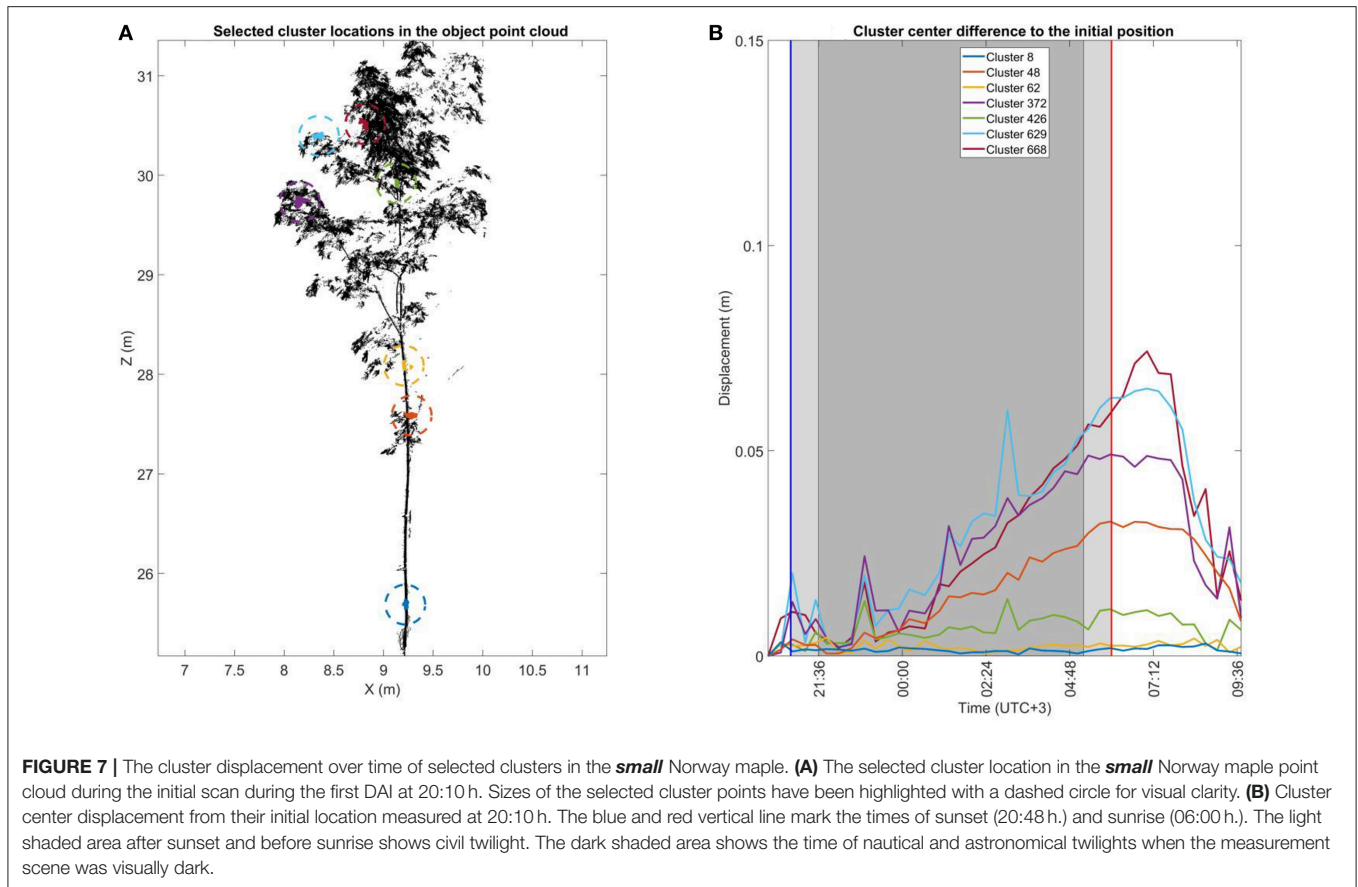 A
Selected cluster locations in the object point cloud
31
30
29
28
27
26
Z (m)
7
7.5
8
8.5
9
9.5
10
10.5
11
X (m)
B
Cluster center difference to the initial position
Cluster 8
Cluster 48
Cluster 62
Cluster 372
Cluster 426
Cluster 629
Cluster 668
0.15
0.1
0.05
0
Displacement (m)
21:36
00:00
02:24
04:48
07:12
09:36
Time (UTC+3)
FIGURE 7 | The cluster displacement over time of selected clusters in the small Norway maple. (A) The selected cluster location in the small Norway maple point
cloud during the initial scan during the first DAI at 20:10 h. Sizes of the selected cluster points have been highlighted with a dashed circle for visual clarity. (B) Cluster
center displacement from their initial location measured at 20:10 h. The blue and red vertical line mark the times of sunset (20:48 h.) and sunrise (06:00 h.). The light
shaded area after sunset and before sunrise shows civil twilight. The dark shaded area shows the time of nautical and astronomical twilights when the measurement
scene was visually dark.